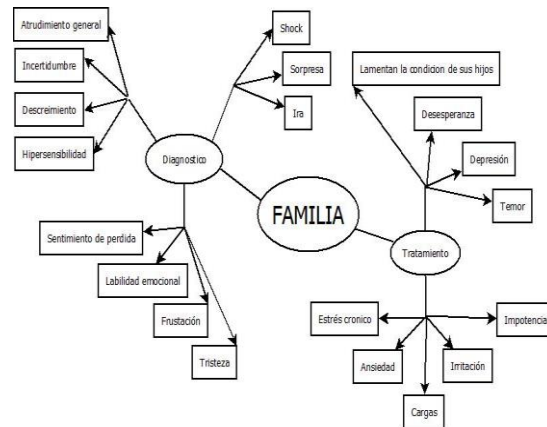 Atrudimiento general
Incertidumbre
Descreimiento
Hipersensibilidad
Shock
Sorpresa
Ira
Diagnostico
Sentimiento de perdida
Labilidad emocional
Frustación
Tristeza
FAMILIA
Lamentan la condicion de sus hijos
Desesperanza
Depresión
Temor
Tratamiento
Estrés cronico
Ansiedad
Cargas
Irritación
Impotencia